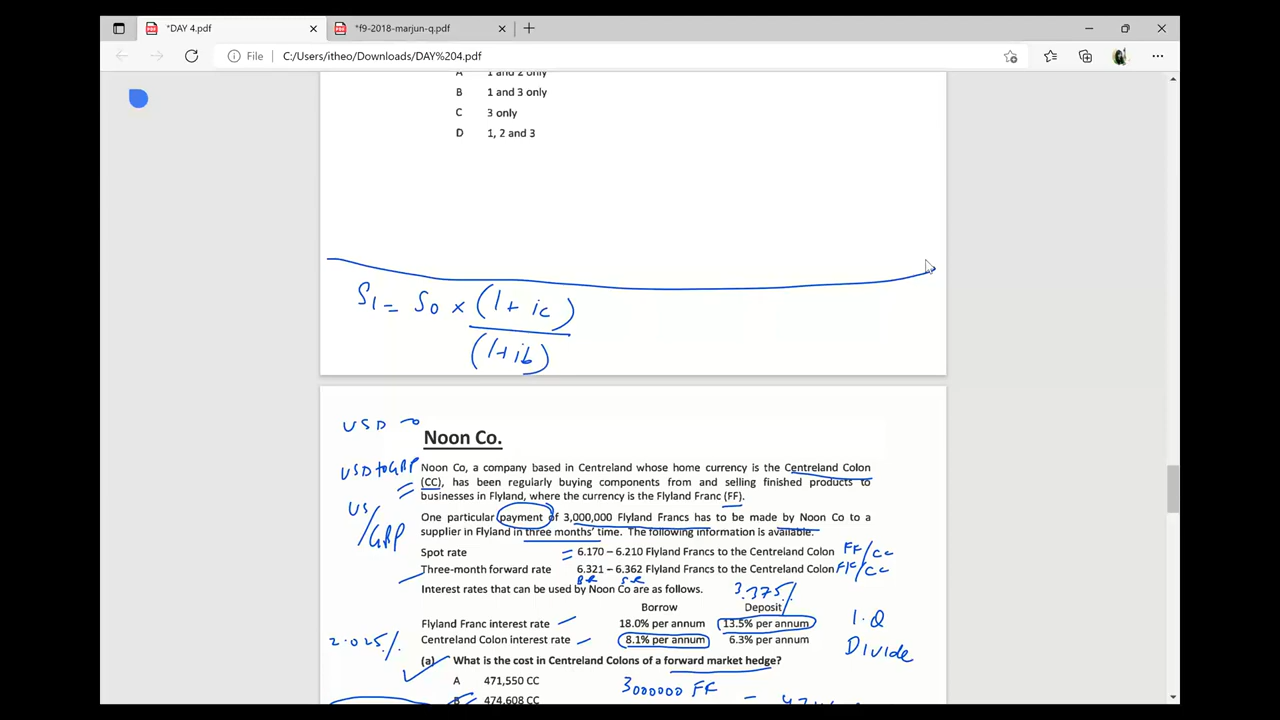 *DAY 4.pdf
*f9-2018-marjun-q.pdf
File C:/Users/itheo/Downloads/DAY%204.pdf
A 1 and 2 only
B 1 and 3 only
C 3 only
D 1, 2 and 3
S1 = S0 × (1 + ic)
(1 + ib)
USD
Noon Co.
USD to GBP
Noon Co, a company based in Centreland whose home currency is the Centreland Colon
(CC), has been regularly buying components from and selling finished products to
businesses in Flyland, where the currency is the Flyland Franc (FF).
US/GBP
One particular payment of 3,000,000 Flyland Francs has to be made by Noon Co to a
supplier in Flyland in three months' time. The following information is available:
Spot rate = 6.170 – 6.210 Flyland Francs to the Centreland Colon FF/CC
Three-month forward rate 6.321 – 6.362 Flyland Francs to the Centreland Colon FF/CC
Interest rates that can be used by Noon Co are as follows. 3.375%
Borrow Deposit
Flyland Franc interest rate 18.0% per annum 13.5% per annum 1.Q
Centreland Colon interest rate 8.1% per annum 6.3% per annum
2.025% Divide
(a) What is the cost in Centreland Colons of a forward market hedge?
A 471,550 CC
3000000 FF =
B 474,608 CC